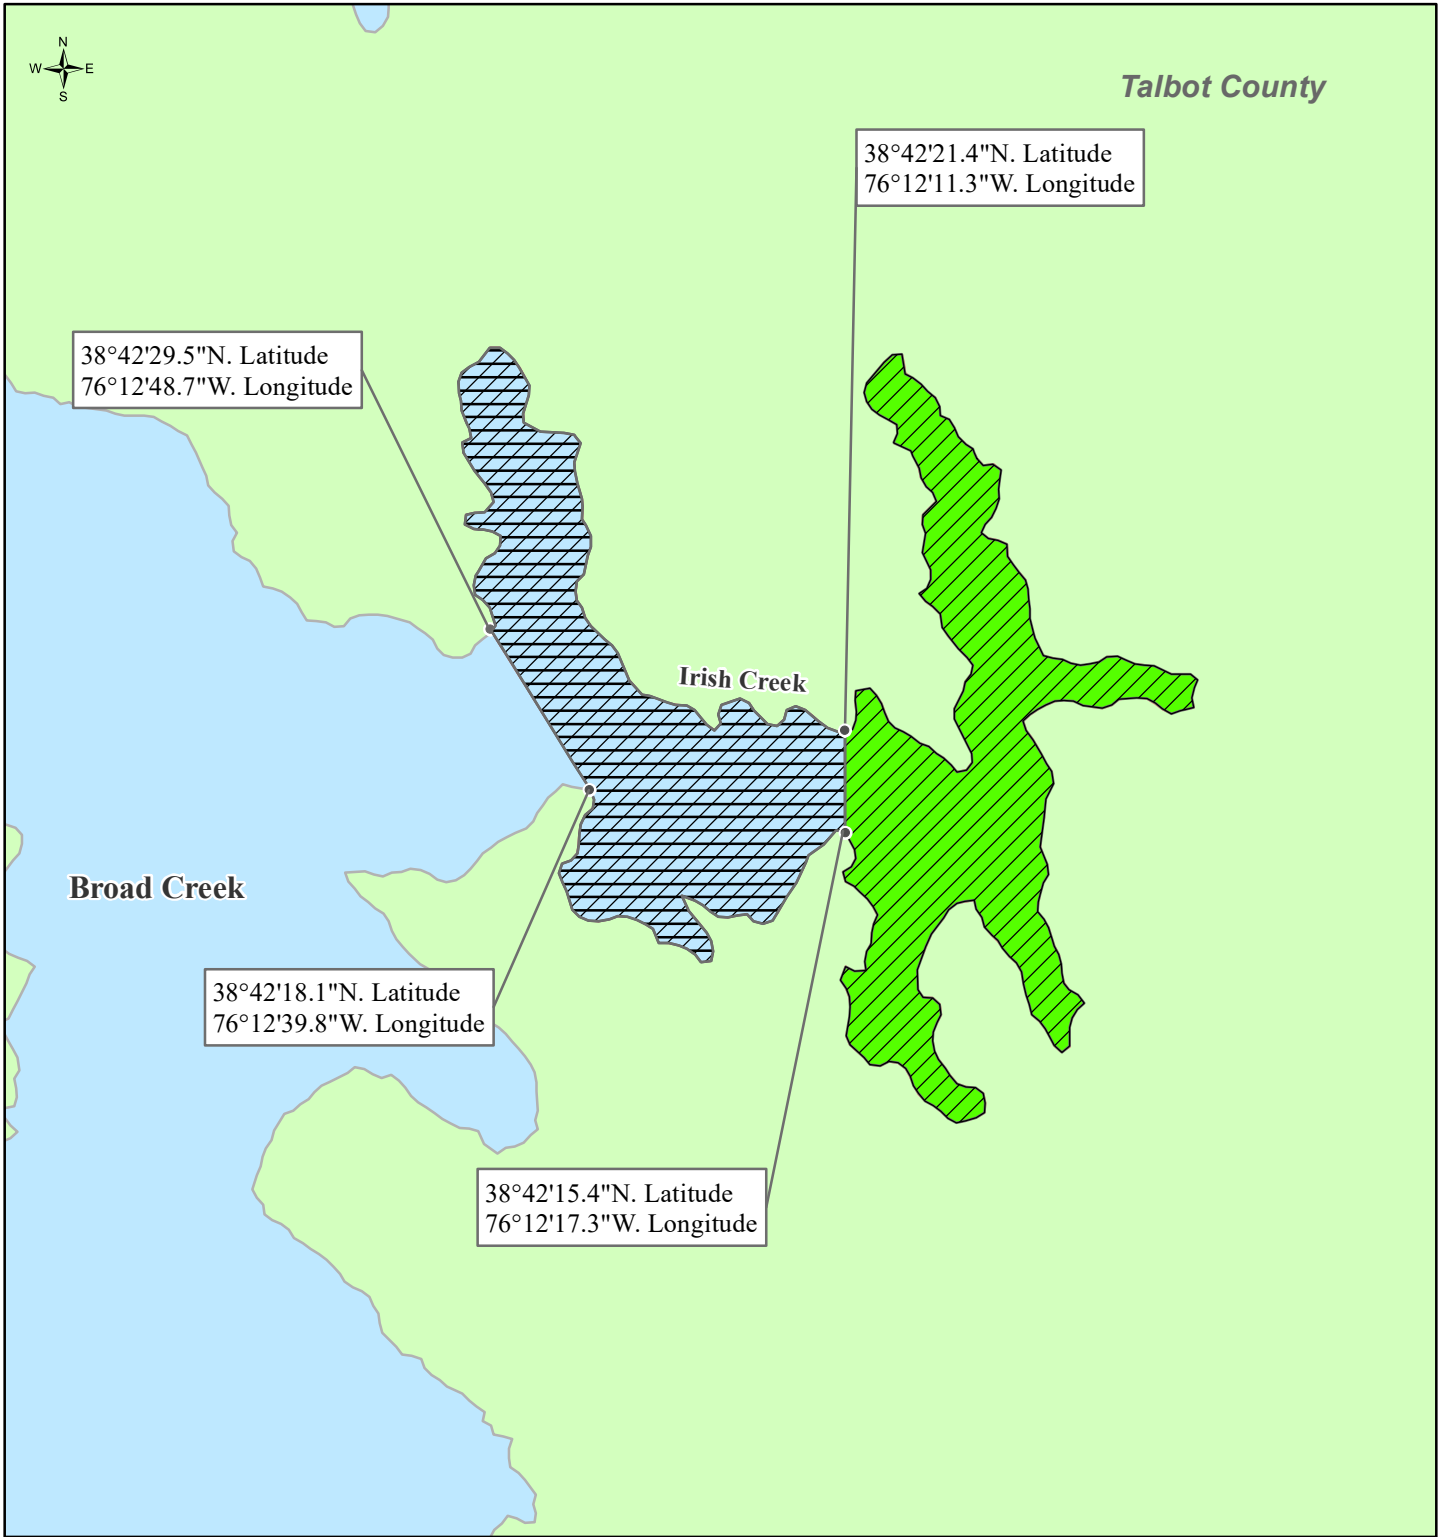 N
W E
S
Talbot County
38°42'21.4"N. Latitude
76°12'11.3"W. Longitude
38°42'29.5"N. Latitude
76°12'48.7"W. Longitude
Irish Creek
Broad Creek
38°42'18.1"N. Latitude
76°12'39.8"W. Longitude
38°42'15.4"N. Latitude
76°12'17.3"W. Longitude